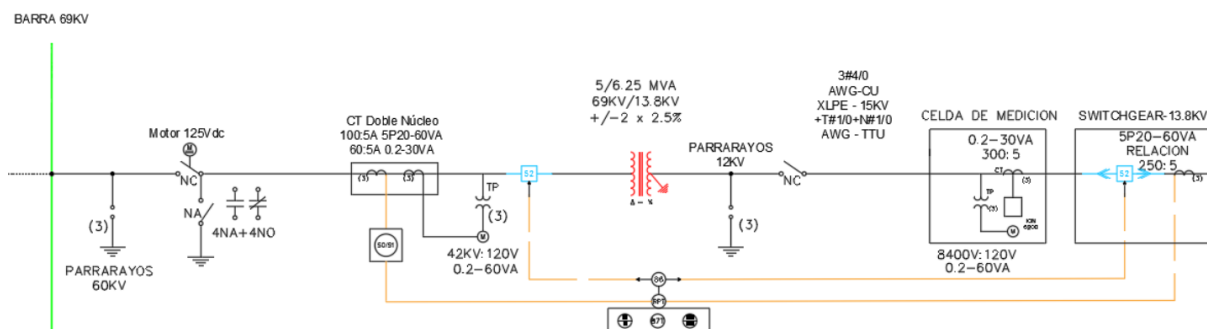 BARRA 69KV
Motor 125Vdc
NC
NA
4NA+4NO
(3)
PARRARAYOS
60KV
CT Doble Núcleo
100:5A 5P20-60VA
60:5A 0.2-30VA
(3)
(3)
50/51
TP
(3)
M
42KV:120V
0.2-60VA
52
5/6.25 MVA
69KV/13.8KV
+/-2 x 2.5%
PARRARAYOS
12KV
(3)
NC
3#4/0
AWG-CU
XLPE - 15KV
+T#1/0+N#1/0
AWG - TTU
CELDA DE MEDICION
0.2-30VA
300:5
CT
(3)
TP
(3)
M
ION
8400V:120V
0.2-60VA
SWITCHGEAR-13.8KV
5P20-60VA
RELACION
250:5
52
(3)
86
87T